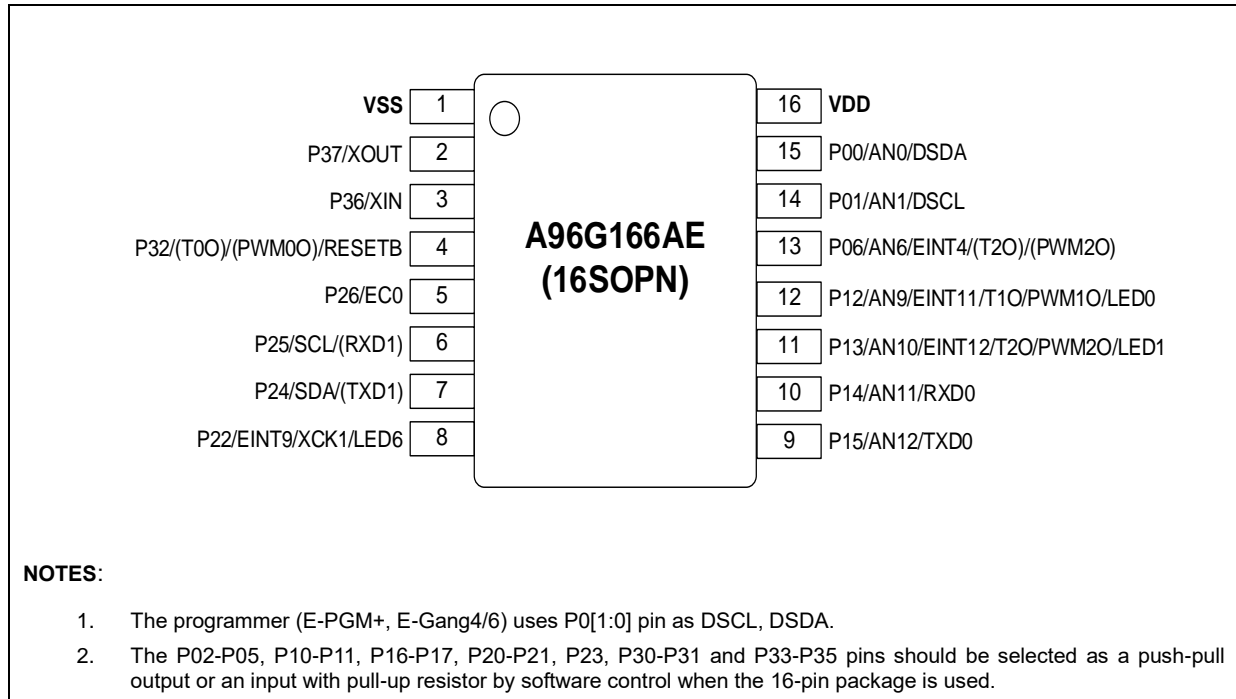 VSS 1
P37/XOUT 2
P36/XIN 3
P32/(T0O)/(PWM0O)/RESETB 4
P26/EC0 5
P25/SCL/(RXD1) 6
P24/SDA/(TXD1) 7
P22/EINT9/XCK1/LED6 8
A96G166AE
(16SOPN)
16 VDD
15 P00/AN0/DSDA
14 P01/AN1/DSCL
13 P06/AN6/EINT4/(T2O)/(PWM2O)
12 P12/AN9/EINT11/T1O/PWM1O/LED0
11 P13/AN10/EINT12/T2O/PWM2O/LED1
10 P14/AN11/RXD0
9 P15/AN12/TXD0
NOTES:
1. The programmer (E-PGM+, E-Gang4/6) uses P0[1:0] pin as DSCL, DSDA.
2. The P02-P05, P10-P11, P16-P17, P20-P21, P23, P30-P31 and P33-P35 pins should be selected as a push-pull
output or an input with pull-up resistor by software control when the 16-pin package is used.